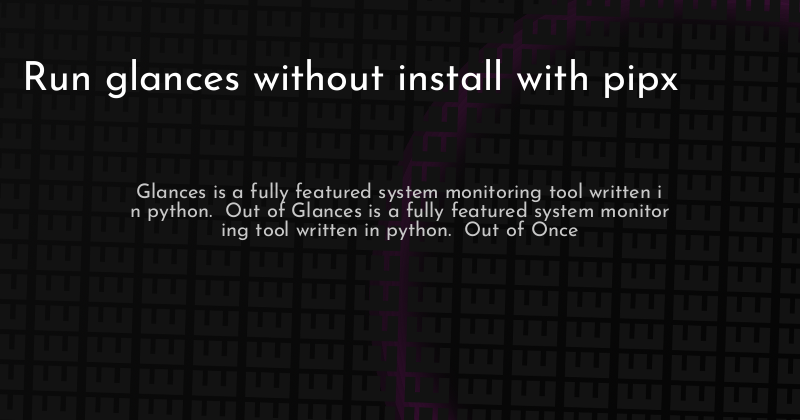 Run glances without install with pipx
Glances is a fully featured system monitoring tool written i
n python.  Out of Glances is a fully featured system monitor
ing tool written in python.  Out of Once